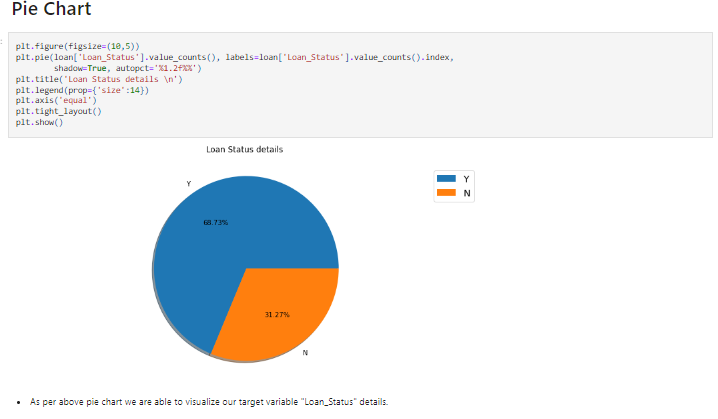 Pie Chart
plt.figure(figsize=(10,5))
plt.pie(loan['Loan_Status'].value_counts(), labels=loan['Loan_Status'].value_counts().index,
shadow=True, autopct='%1.2f%%')
plt.title('Loan Status details \n')
plt.legend(prop={'size':14})
plt.axis('equal')
plt.tight_layout()
plt.show()
Loan Status details
Y
Y
N
68.73%
31.27%
N
• As per above pie chart we are able to visualize our target variable "Loan_Status" details.